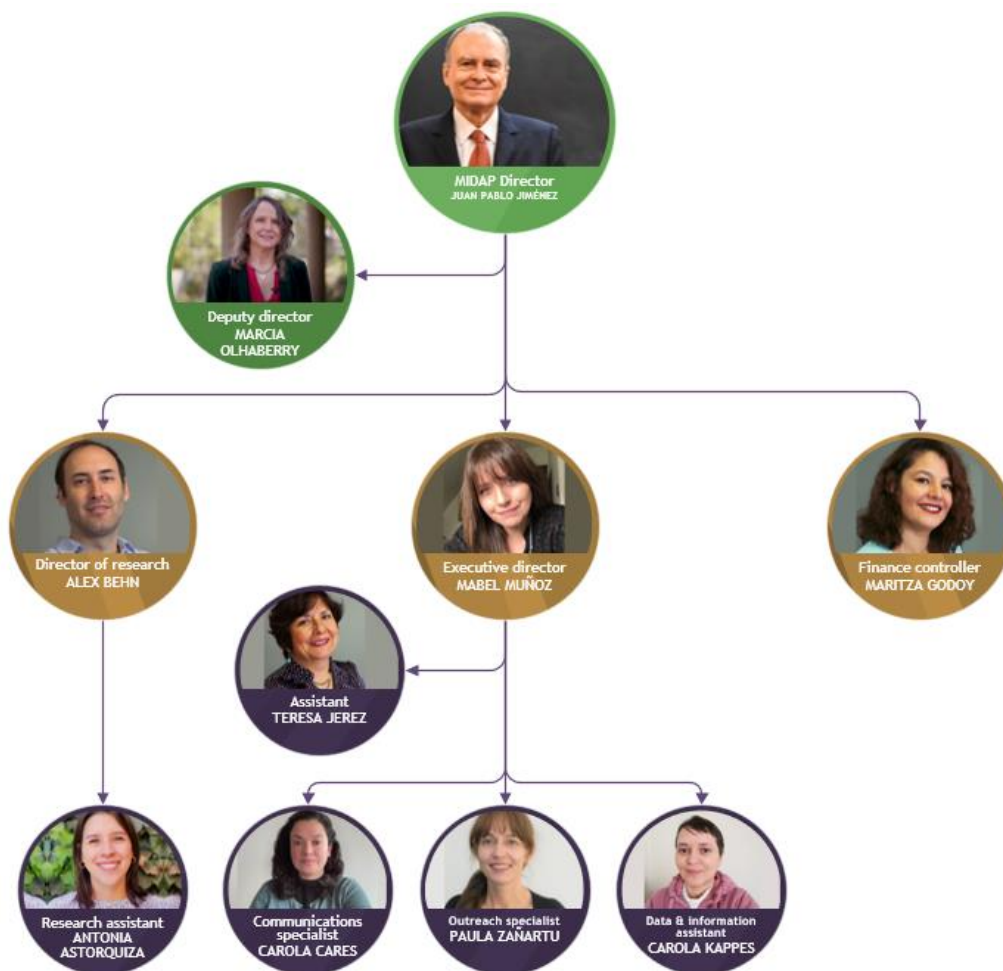 MIDAP Director
JUAN PABLO JIMÉNEZ
Deputy director
MARCIA
OLHABERRY
Director of research
ALEX BEHN
Executive director
MABEL MUÑOZ
Finance controller
MARITZA GODOY
Assistant
TERESA JEREZ
Research assistant
ANTONIA
ASTORQUIZA
Communications
specialist
CAROLA CARES
Outreach specialist
PAULA ZAÑARTU
Data & information
assistant
CAROLA KAPPES